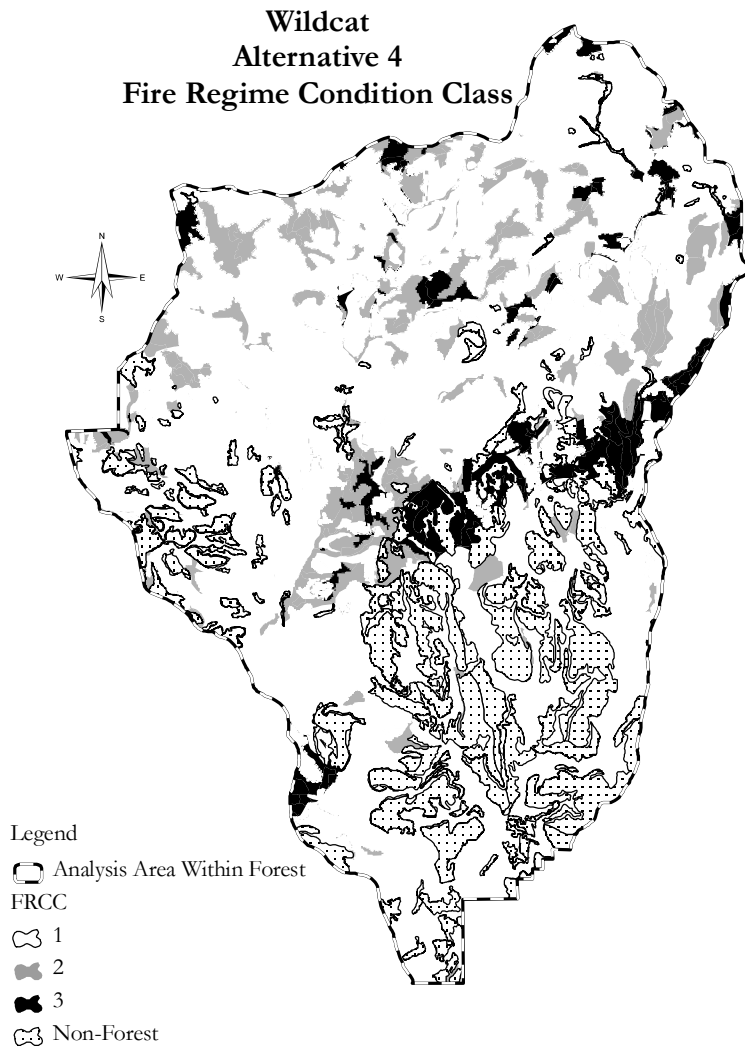 Wildcat
Alternative 4
Fire Regime Condition Class
N
W E
S
Legend
Analysis Area Within Forest
FRCC
1
2
3
Non-Forest